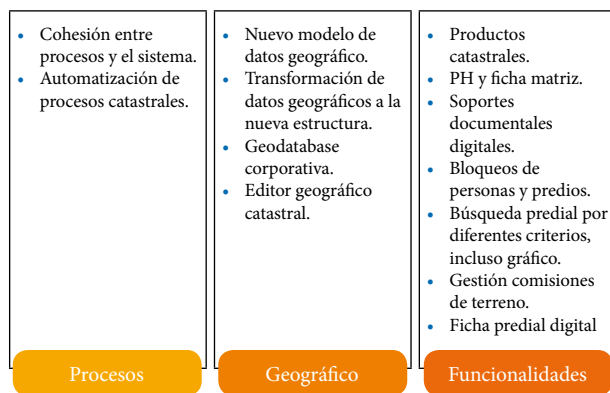 • Cohesión entre
procesos y el sistema.
• Automatización de
procesos catastrales.
Procesos
• Nuevo modelo de
datos geográfico.
• Transformación de
datos geográficos a la
nueva estructura.
• Geodatabase
corporativa.
• Editor geográfico
catastral.
Geográfico
• Productos
catastrales.
• PH y ficha matriz.
• Soportes
documentales
digitales.
• Bloqueos de
personas y predios.
• Búsqueda predial por
diferentes criterios,
incluso gráfico.
• Gestión comisiones
de terreno.
• Ficha predial digital
Funcionalidades